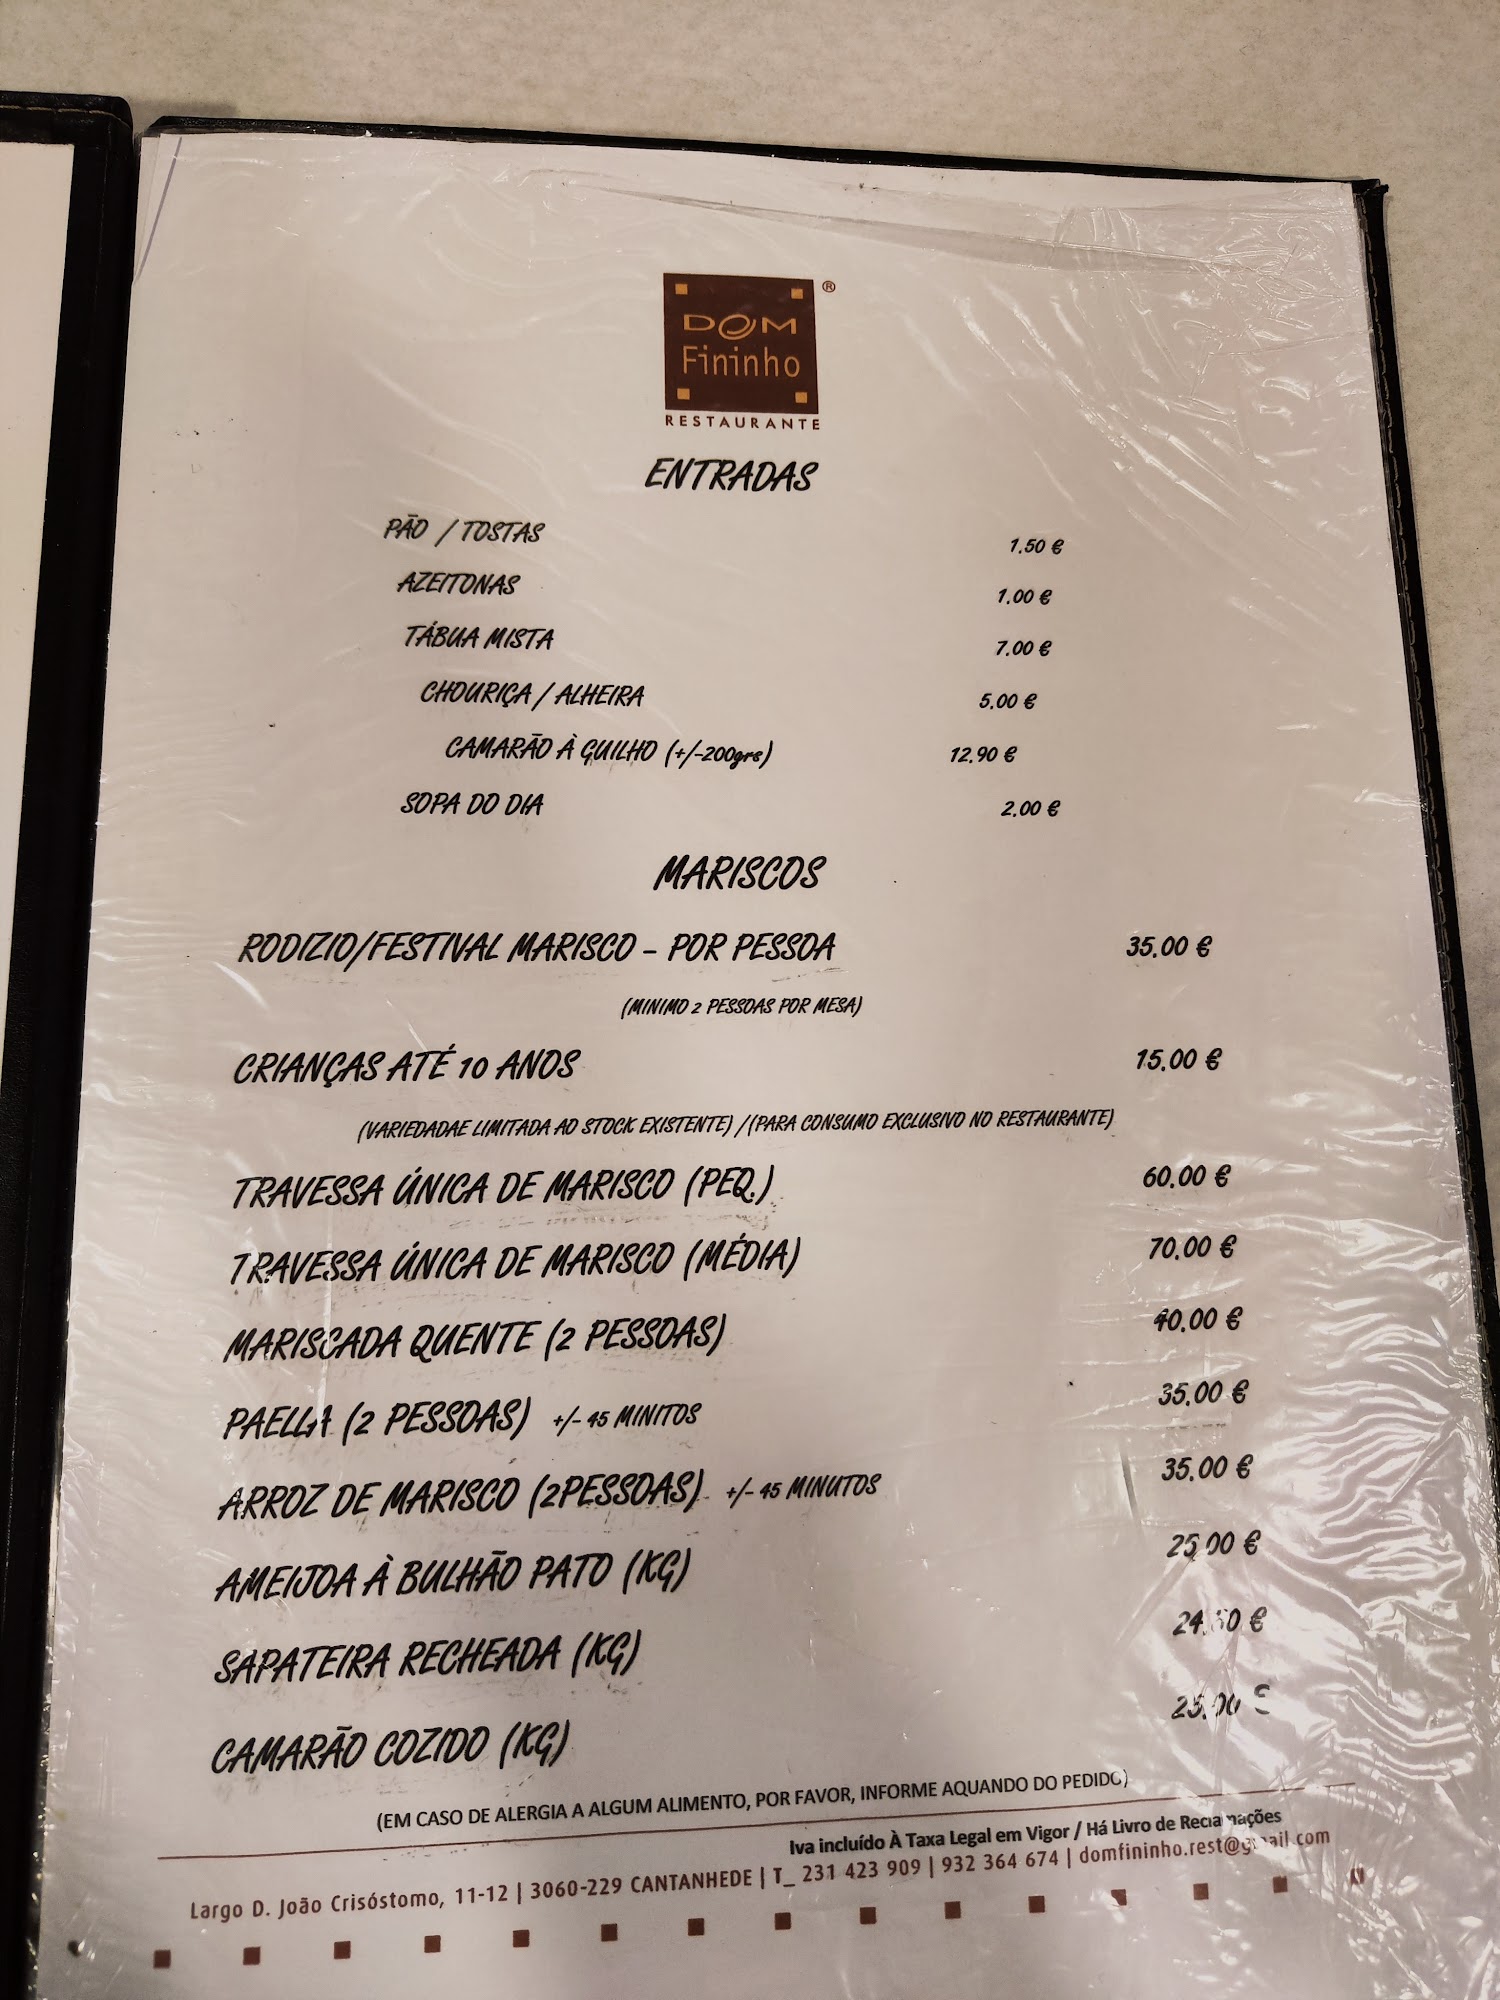 DOM ®
Fininho
RESTAURANTE
ENTRADAS
PÃO / TOSTAS 1.50 €
AZEITONAS 1.00 €
TÁBUA MISTA 7.00 €
CHOURIÇA / ALHEIRA 5.00 €
CAMARÃO À GUILHO (+/-200grs) 12.90 €
SOPA DO DIA 2.00 €
MARISCOS
RODIZIO/FESTIVAL MARISCO – POR PESSOA 35.00 €
(MINIMO 2 PESSOAS POR MESA)
CRIANÇAS ATÉ 10 ANOS 15.00 €
(VARIEDADAE LIMITADA AO STOCK EXISTENTE) / (PARA CONSUMO EXCLUSIVO NO RESTAURANTE)
TRAVESSA ÚNICA DE MARISCO (PEQ.) 60.00 €
TRAVESSA ÚNICA DE MARISCO (MÉDIA) 70.00 €
MARISCADA QUENTE (2 PESSOAS) 40.00 €
PAELLA (2 PESSOAS) +/- 45 MINITOS 35.00 €
ARROZ DE MARISCO (2PESSOAS) +/- 45 MINUTOS 35.00 €
AMEIJOA À BULHÃO PATO (KG) 25.00 €
SAPATEIRA RECHEADA (KG)
CAMARÃO COZIDO (KG)
(EM CASO DE ALERGIA A ALGUM ALIMENTO, POR FAVOR, INFORME AQUANDO DO PEDIDO)
Iva incluído À Taxa Legal em Vigor / Há Livro de Reclamações
Largo D. João Crisóstomo, 11-12 | 3060-229 CANTANHEDE | T_ 231 423 909 | 932 364 674 | domfininho.rest@gmail.com